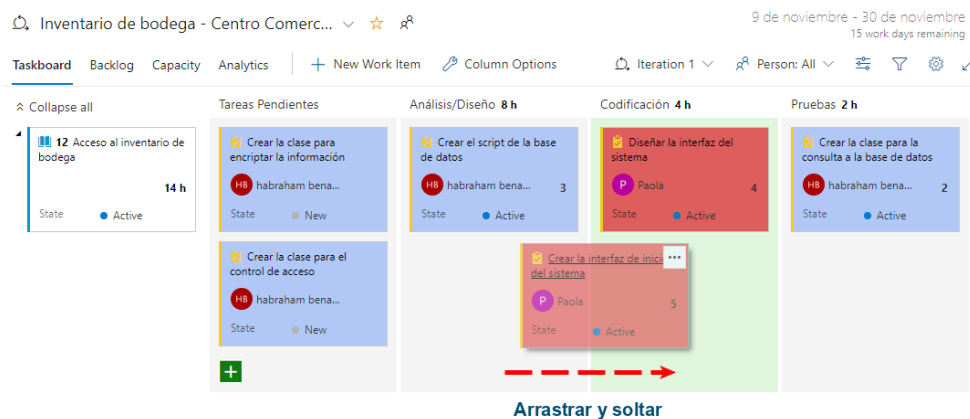 Inventario de bodega - Centro Comerc...
9 de noviembre - 30 de noviembre
15 work days remaining
Taskboard Backlog Capacity Analytics New Work Item Column Options Iteration 1 Person: All
Collapse all
Tareas Pendientes
Análisis/Diseño 8 h
Codificación 4 h
Pruebas 2 h
12 Acceso al inventario de
bodega
14 h
State Active
Crear la clase para
encriptar la información
HB habraham bena...
State New
Crear la clase para el
control de acceso
HB habraham bena...
State New
Crear el script de la base
de datos
HB habraham bena... 3
State Active
Crear la interfaz de inici
del sistema
P Paola 5
State Active
Diseñar la interfaz del
sistema
P Paola 4
State Active
Crear la clase para la
consulta a la base de datos
HB habraham bena... 2
State Active
Arrastrar y soltar